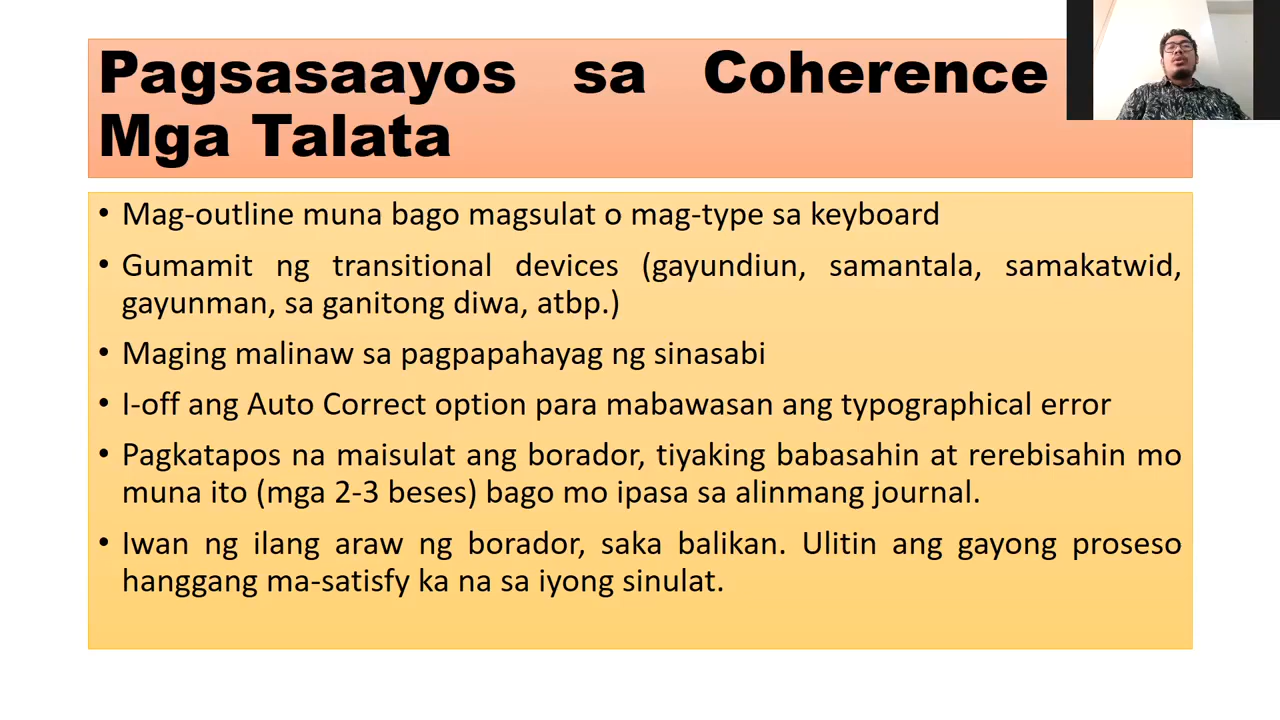 Pagsasaayos sa Coherence
Mga Talata
• Mag-outline muna bago magsulat o mag-type sa keyboard
• Gumamit ng transitional devices (gayundiun, samantala, samakatwid,
gayunman, sa ganitong diwa, atbp.)
• Maging malinaw sa pagpapahayag ng sinasabi
• I-off ang Auto Correct option para mabawasan ang typographical error
• Pagkatapos na maisulat ang borador, tiyaking babasahin at rerebisahin mo
muna ito (mga 2-3 beses) bago mo ipasa sa alinmang journal.
• Iwan ng ilang araw ng borador, saka balikan. Ulitin ang gayong proseso
hanggang ma-satisfy ka na sa iyong sinulat.